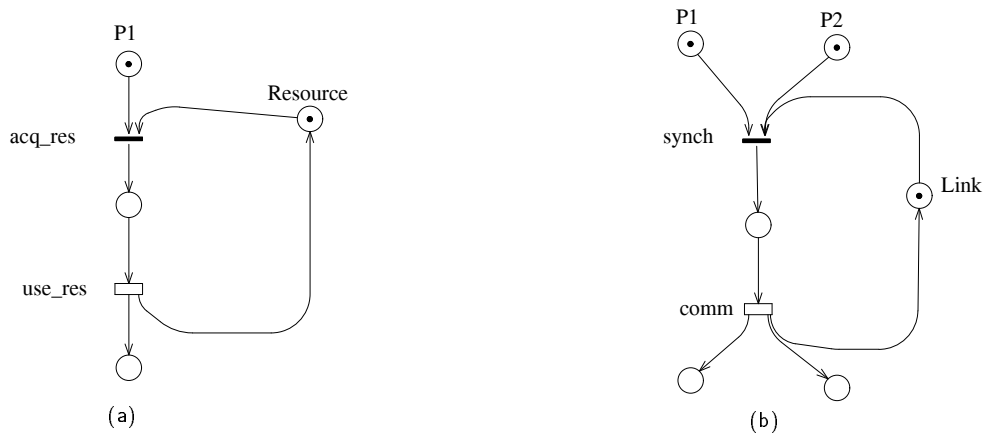 P1
Resource
acq_res
use_res
(a)
P1
P2
synch
Link
comm
(b)